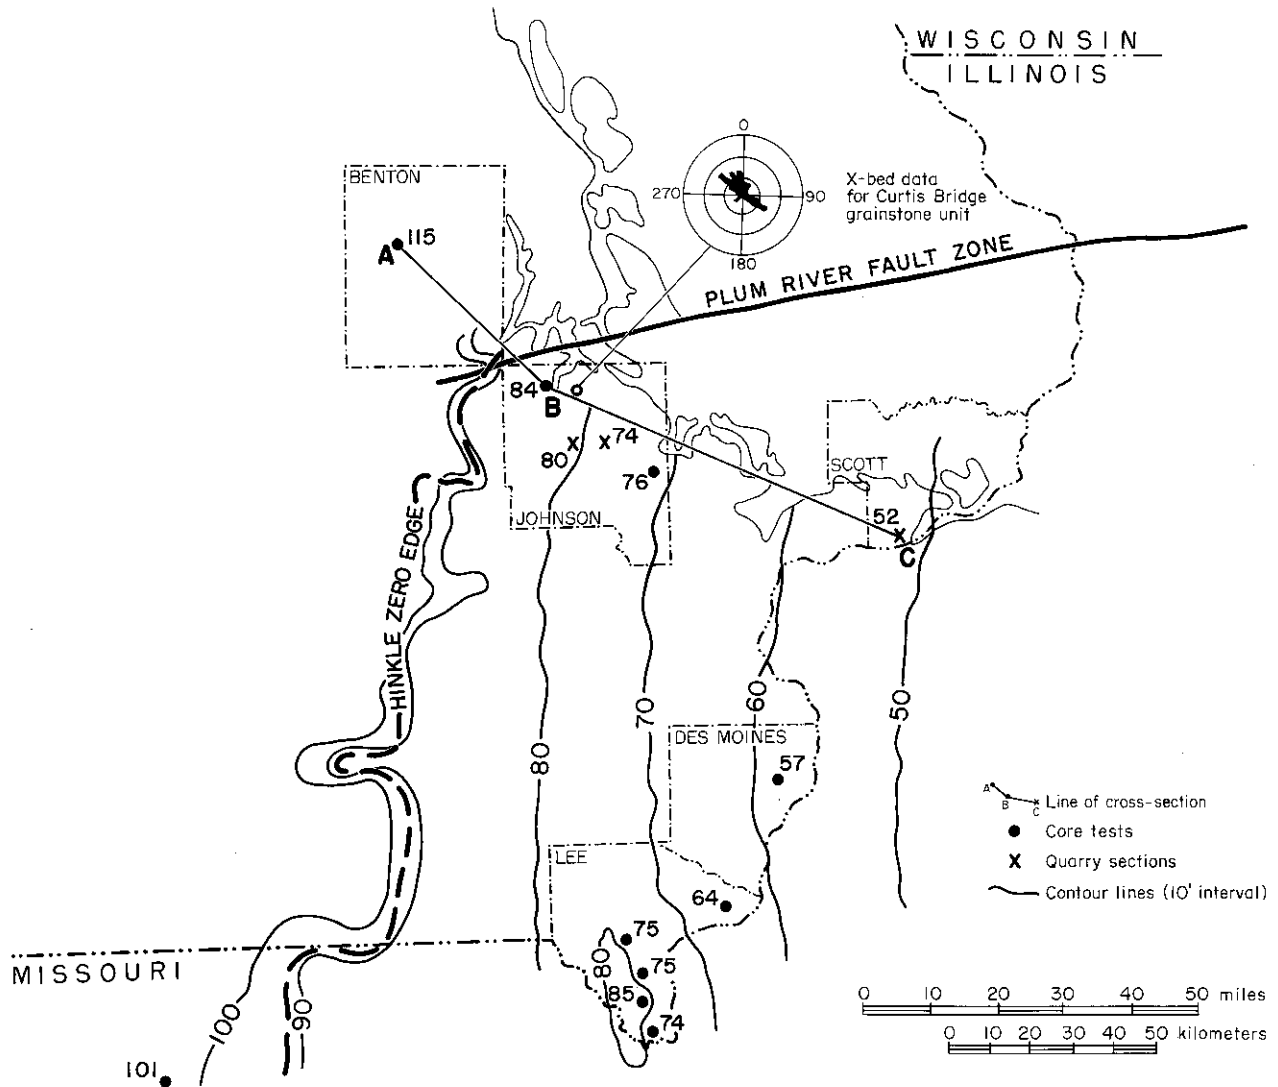 WISCONSIN
ILLINOIS
0
270
90
180
X-bed data
for Curtis Bridge
grainstone unit
BENTON
115
A
PLUM RIVER FAULT ZONE
84
B
80
74
76
JOHNSON
SCOTT
52
C
HINKLE ZERO EDGE
80
70
60
50
DES MOINES
57
LEE
64
75
80
75
85
74
MISSOURI
100
90
101
A
B
C
Line of cross-section
Core tests
X Quarry sections
Contour lines (10' interval)
0 10 20 30 40 50 miles
0 10 20 30 40 50 kilometers